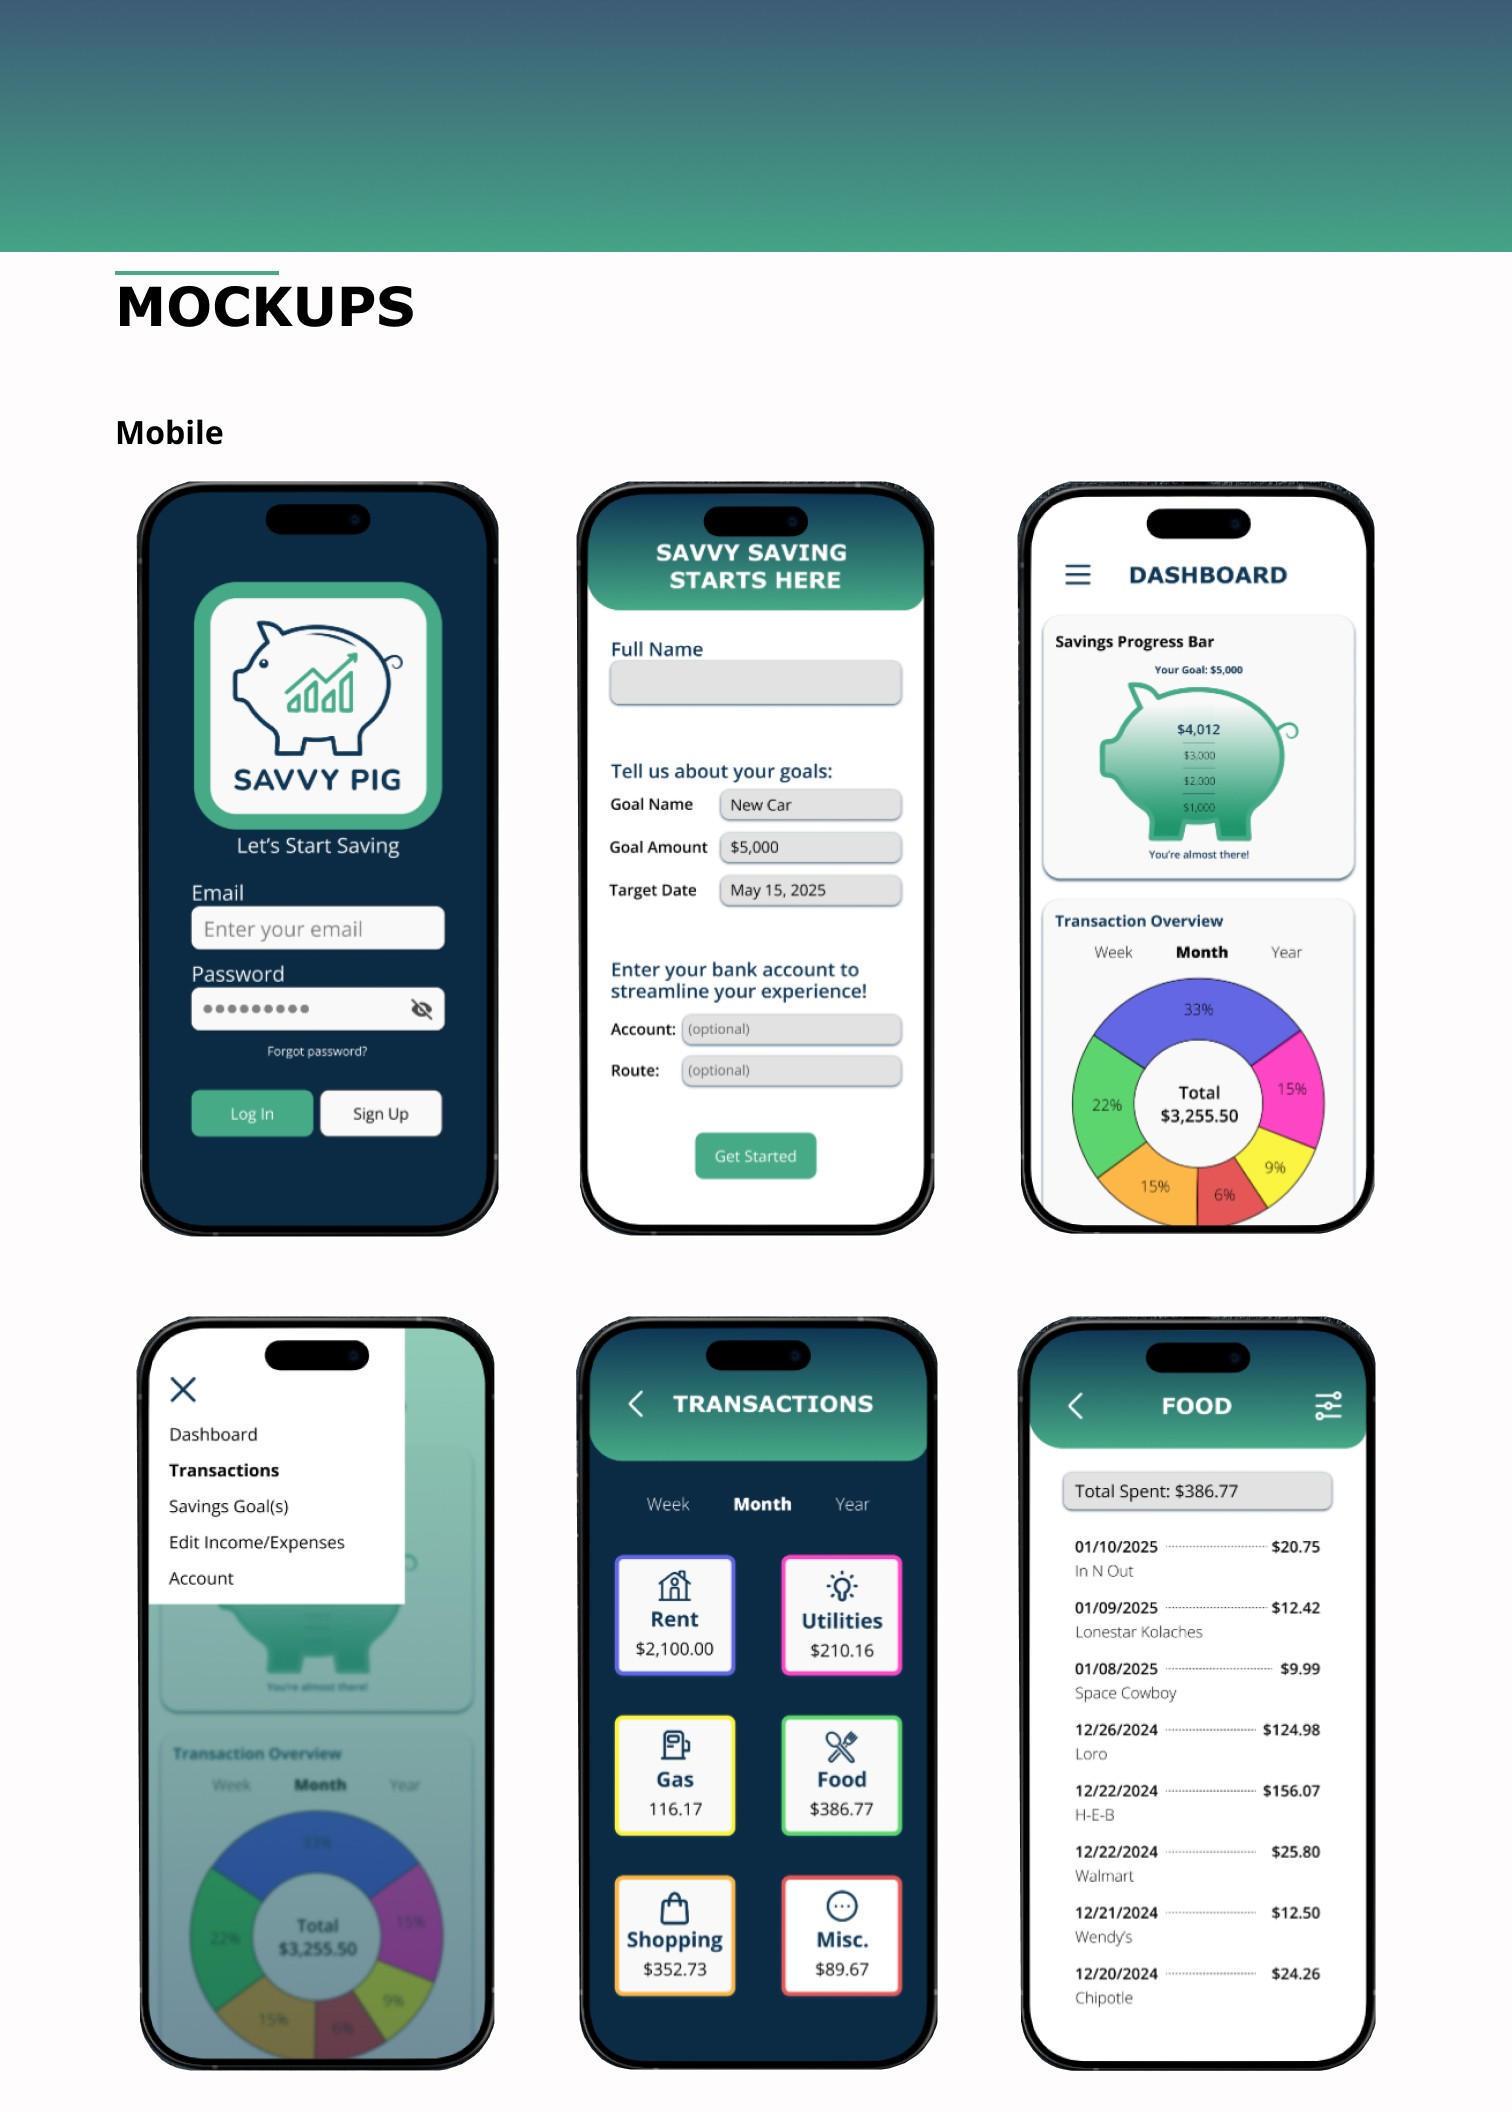 MOCKUPS
Mobile
SAVVY PIG
Let's Start Saving
Email
Enter your email
Password
Forgot password?
Log In
Sign Up
SAVVY SAVING
STARTS HERE
Full Name
Tell us about your goals:
Goal Name
New Car
Goal Amount
$5,000
Target Date
May 15, 2025
Enter your bank account to
streamline your experience!
Account:
(optional)
Route:
(optional)
Get Started
DASHBOARD
Savings Progress Bar
Your Goal: $5,000
$4,012
$3,000
$2,000
$1,000
You're almost there!
Transaction Overview
Week Month Year
33%
15%
22%
Total
$3,255.50
9%
15%
6%
Dashboard
Transactions
Savings Goal(s)
Edit Income/Expenses
Account
You're almost there!
Transaction Overview
Week Month Year
33%
15%
22%
Total
$3,255.50
9%
15%
6%
TRANSACTIONS
Week Month Year
Rent
$2,100.00
Utilities
$210.16
Gas
116.17
Food
$386.77
Shopping
$352.73
Misc.
$89.67
FOOD
Total Spent: $386.77
01/10/2025 $20.75
In N Out
01/09/2025 $12.42
Lonestar Kolaches
01/08/2025 $9.99
Space Cowboy
12/26/2024 $124.98
Loro
12/22/2024 $156.07
H-E-B
12/22/2024 $25.80
Walmart
12/21/2024 $12.50
Wendy's
12/20/2024 $24.26
Chipotle